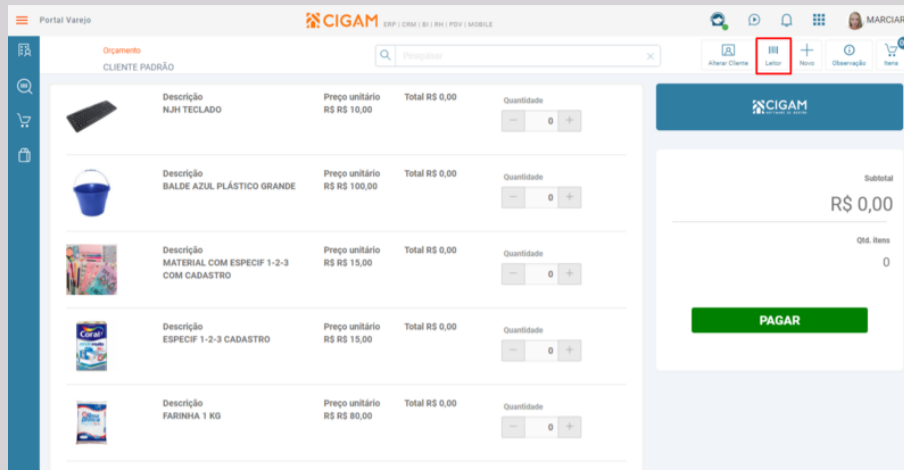 Portal Varejo
CIGAM ERP | CRM | BI | RH | PDV | MOBILE
MARCIAR
Orçamento
CLIENTE PADRÃO
Pesquisar
Alterar Cliente
Leitor
Novo
Observação
Itens
Descrição Preço unitário Total R$ 0,00 Quantidade
NJH TECLADO R$ R$ 10,00
0
Descrição Preço unitário Total R$ 0,00 Quantidade
BALDE AZUL PLÁSTICO GRANDE R$ R$ 100,00
0
Descrição Preço unitário Total R$ 0,00 Quantidade
MATERIAL COM ESPECIF 1-2-3 R$ R$ 15,00
COM CADASTRO
0
Coral
Descrição Preço unitário Total R$ 0,00 Quantidade
ESPECIF 1-2-3 CADASTRO R$ R$ 15,00
0
Descrição Preço unitário Total R$ 0,00 Quantidade
FARINHA 1 KG R$ R$ 80,00
0
CIGAM
SOFTWARE DE GESTÃO
Subtotal
R$ 0,00
Qtd. itens
0
PAGAR